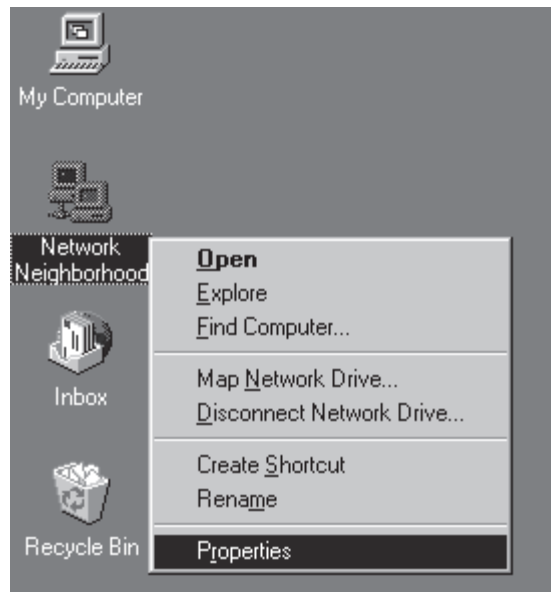 My Computer
Network
Neighborhood
Open
Explore
Find Computer...
Map Network Drive...
Disconnect Network Drive...
Create Shortcut
Rename
Properties
Inbox
Recycle Bin